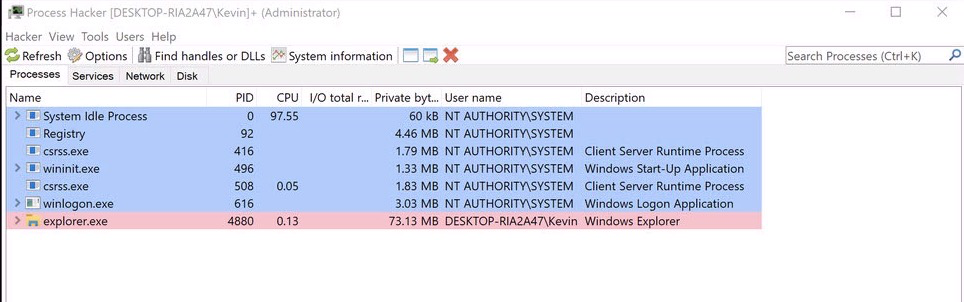 Process Hacker [DESKTOP-RIA2A47\Kevin]+ (Administrator)
Hacker View Tools Users Help
Refresh Options Find handles or DLLs System information Search Processes (Ctrl+K)
Processes Services Network Disk
Name PID CPU I/O total r... Private byt... User name Description
System Idle Process 0 97.55 60 kB NT AUTHORITY\SYSTEM
Registry 92 4.46 MB NT AUTHORITY\SYSTEM
csrss.exe 416 1.79 MB NT AUTHORITY\SYSTEM Client Server Runtime Process
wininit.exe 496 1.33 MB NT AUTHORITY\SYSTEM Windows Start-Up Application
csrss.exe 508 0.05 1.83 MB NT AUTHORITY\SYSTEM Client Server Runtime Process
winlogon.exe 616 3.03 MB NT AUTHORITY\SYSTEM Windows Logon Application
explorer.exe 4880 0.13 73.13 MB DESKTOP-RIA2A47\Kevin Windows Explorer